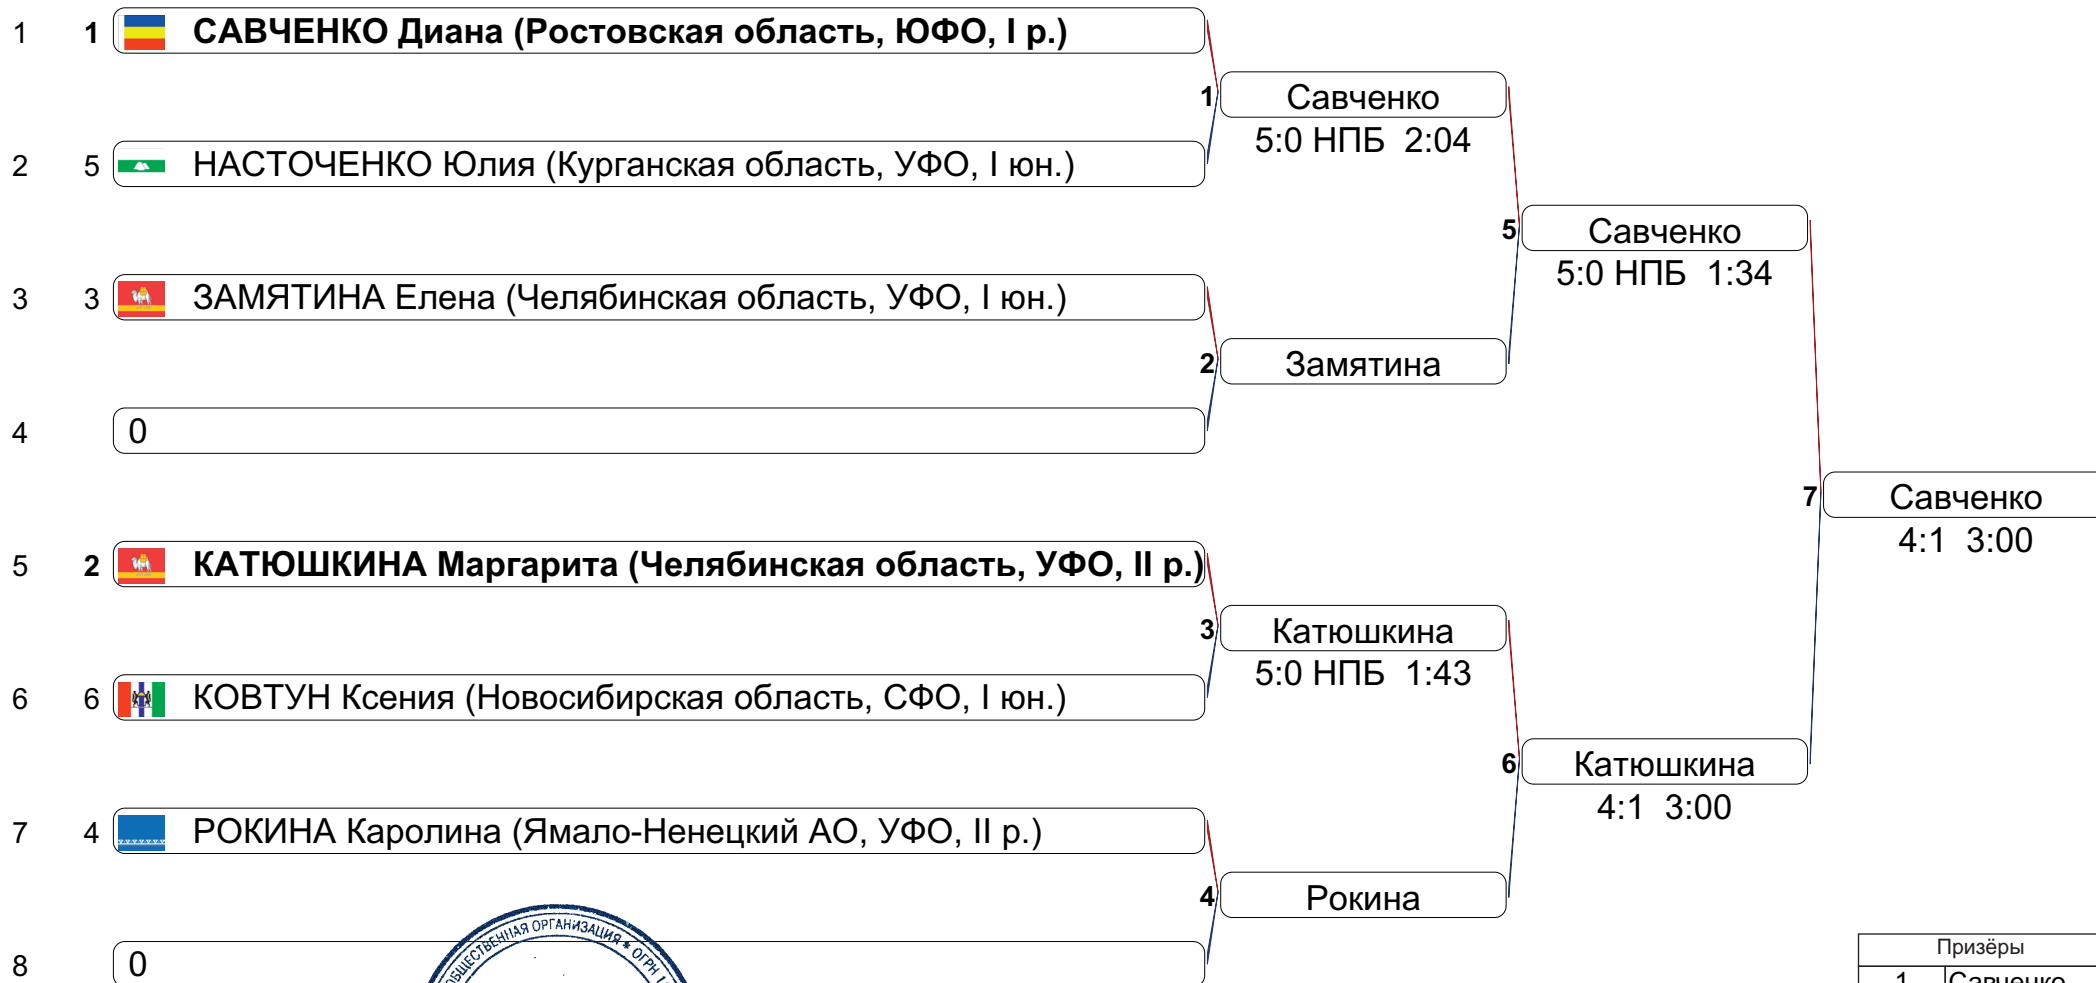 1 1 САВЧЕНКО Диана (Ростовская область, ЮФО, I р.)
1 Савченко
5:0 НПБ 2:04
2 5 НАСТОЧЕНКО Юлия (Курганская область, УФО, I юн.)
5 Савченко
5:0 НПБ 1:34
3 3 ЗАМЯТИНА Елена (Челябинская область, УФО, I юн.)
2 Замятина
4 0
7 Савченко
4:1 3:00
5 2 КАТЮШКИНА Маргарита (Челябинская область, УФО, II р.)
3 Катюшкина
5:0 НПБ 1:43
6 6 КОВТУН Ксения (Новосибирская область, СФО, I юн.)
6 Катюшкина
4:1 3:00
7 4 РОКИНА Каролина (Ямало-Ненецкий АО, УФО, II р.)
4 Рокина
8 0
ОРГАНИЗАЦИЯ * ОГРН
Призёры
1 Савченко